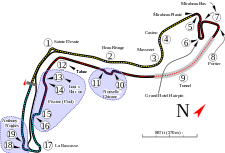 Mirabeau Bas
Mirabeau Haute
7
5
6
Casino
4
8
Portier
Massenet
3
Beau Rivage
2
Sainte Devote
1
9
Tunnel
Grand Hotel Hairpin
12
Tabac
11
10
Nouvelle
Chicane
13
14
Piscine (Pool)
15
16
19
18
17
La Rascasse
N